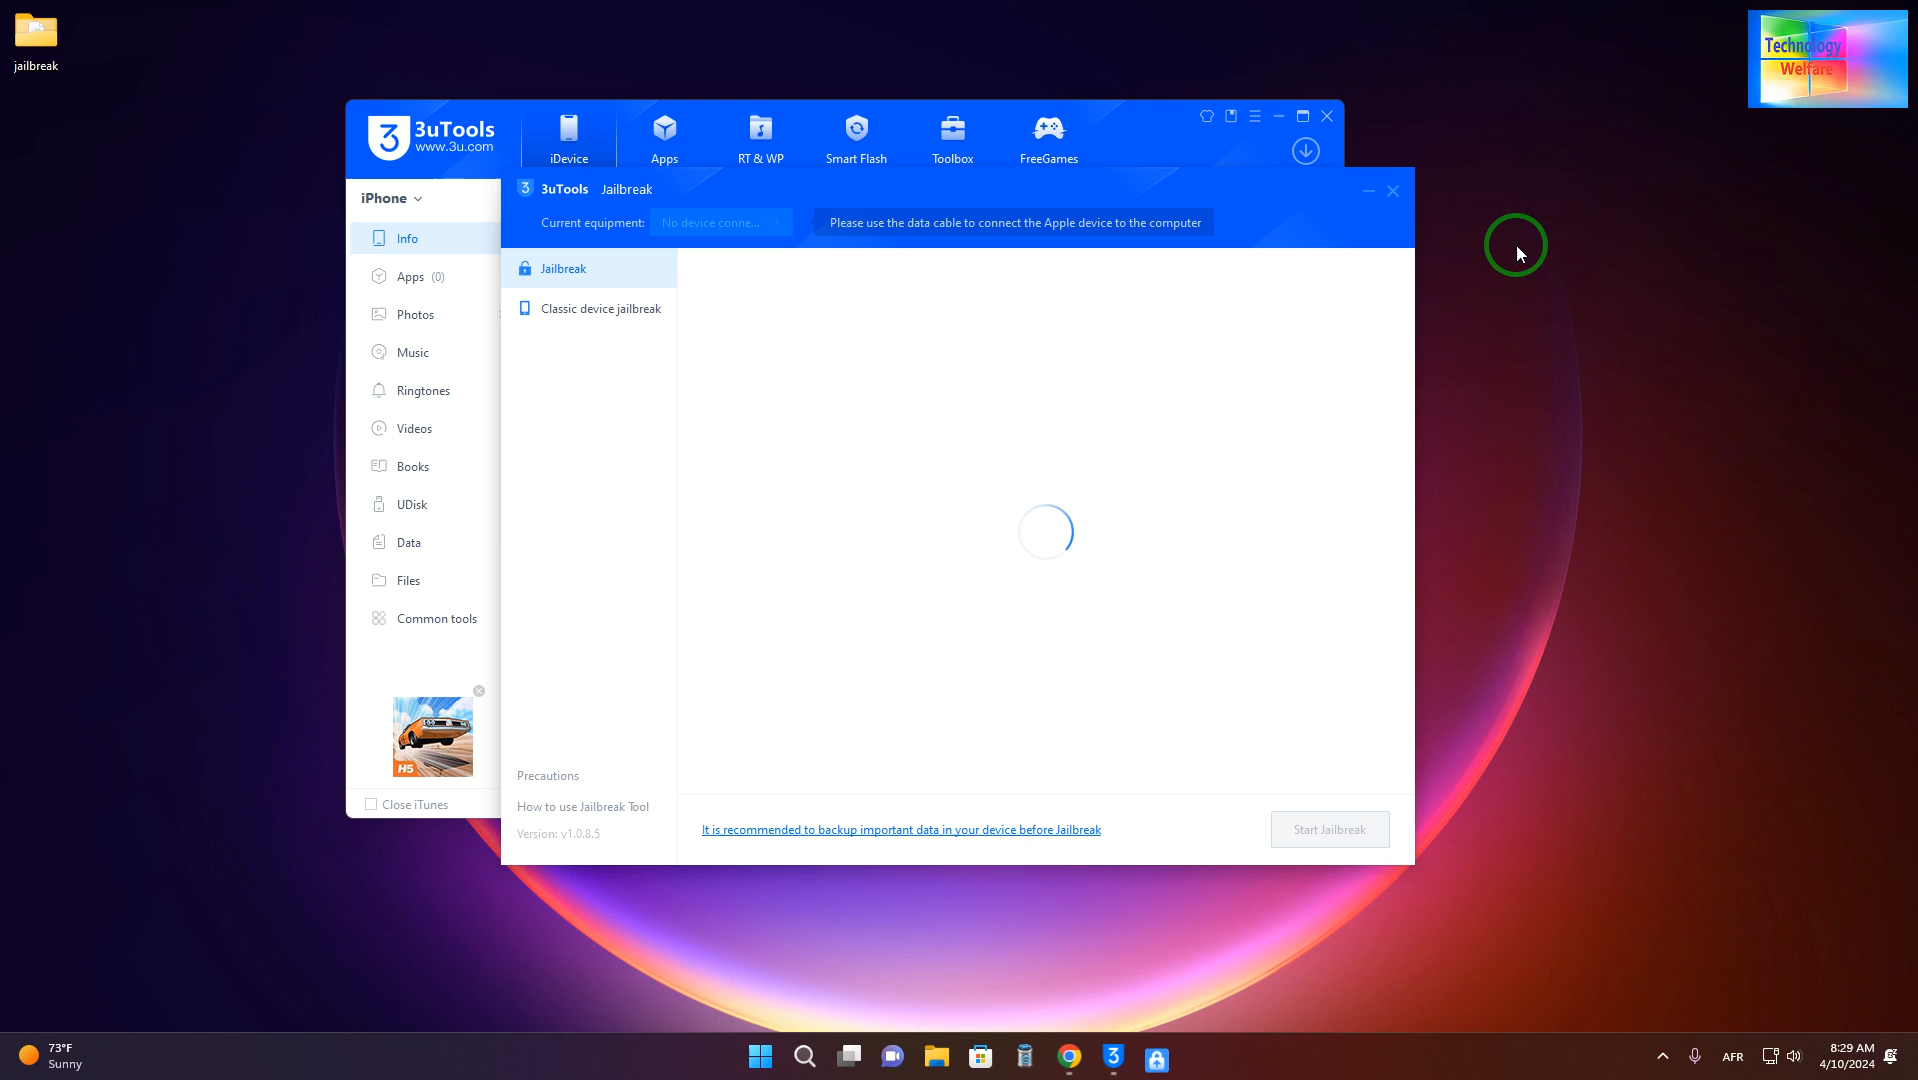 jailbreak
Technology
Welfare
3 3uTools
www.3u.com
iDevice
Apps
RT & WP
Smart Flash
Toolbox
FreeGames
iPhone
Info
Apps (0)
Photos
Music
Ringtones
Videos
Books
UDisk
Data
Files
Common tools
H5
Close iTunes
3 3uTools Jailbreak
Current equipment: No device conne... Please use the data cable to connect the Apple device to the computer
Jailbreak
Classic device jailbreak
Precautions
How to use Jailbreak Tool
Version: v1.0.8.5
It is recommended to backup important data in your device before Jailbreak
Start Jailbreak
73°F
Sunny
3
AFR
8:29 AM
4/10/2024